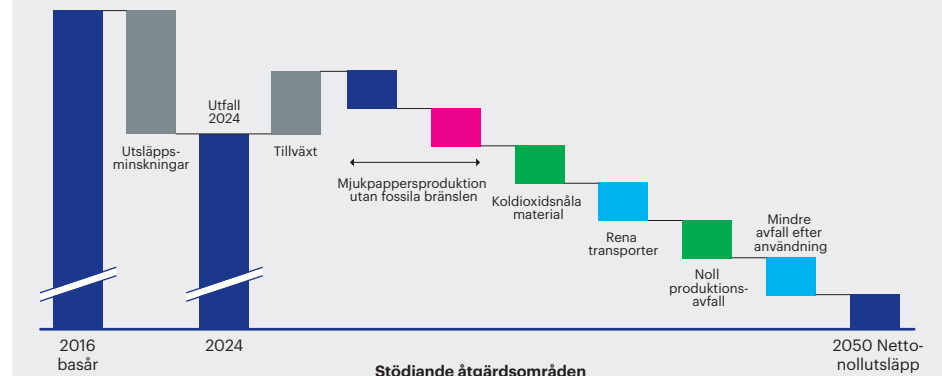 Utsläpps-
minskningar
Utfall
2024
Tillväxt
Mjukpappersproduktion
utan fossila bränslen
Koldioxidsnåla
material
Rena
transporter
Noll
produktions-
avfall
Mindre
avfall efter
användning
2016
basår
2024
2050 Netto-
nollutsläpp
Stödjande åtgärdsområden